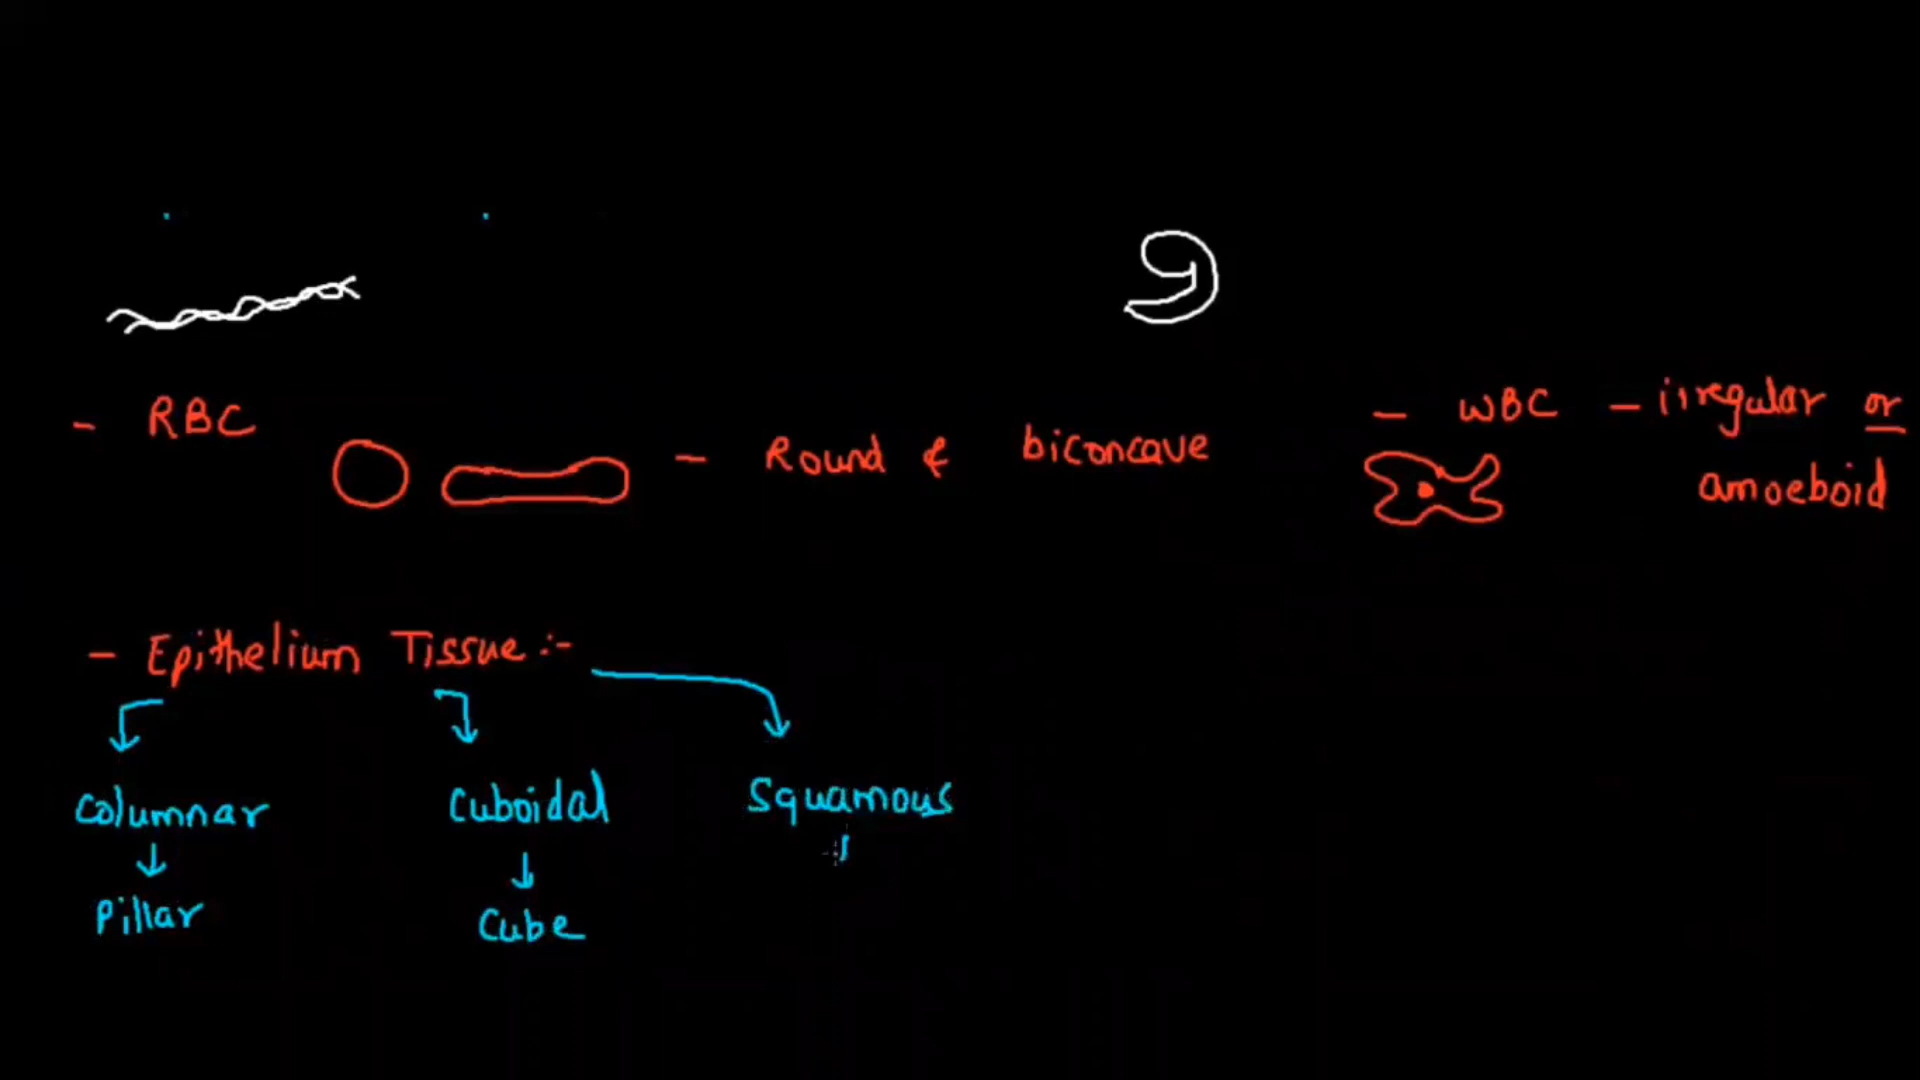 - RBC
- Round & biconcave
- WBC - irregular or
amoeboid
- Epithelium Tissue :-
Columnar Cuboidal Squamous
Pillar Cube